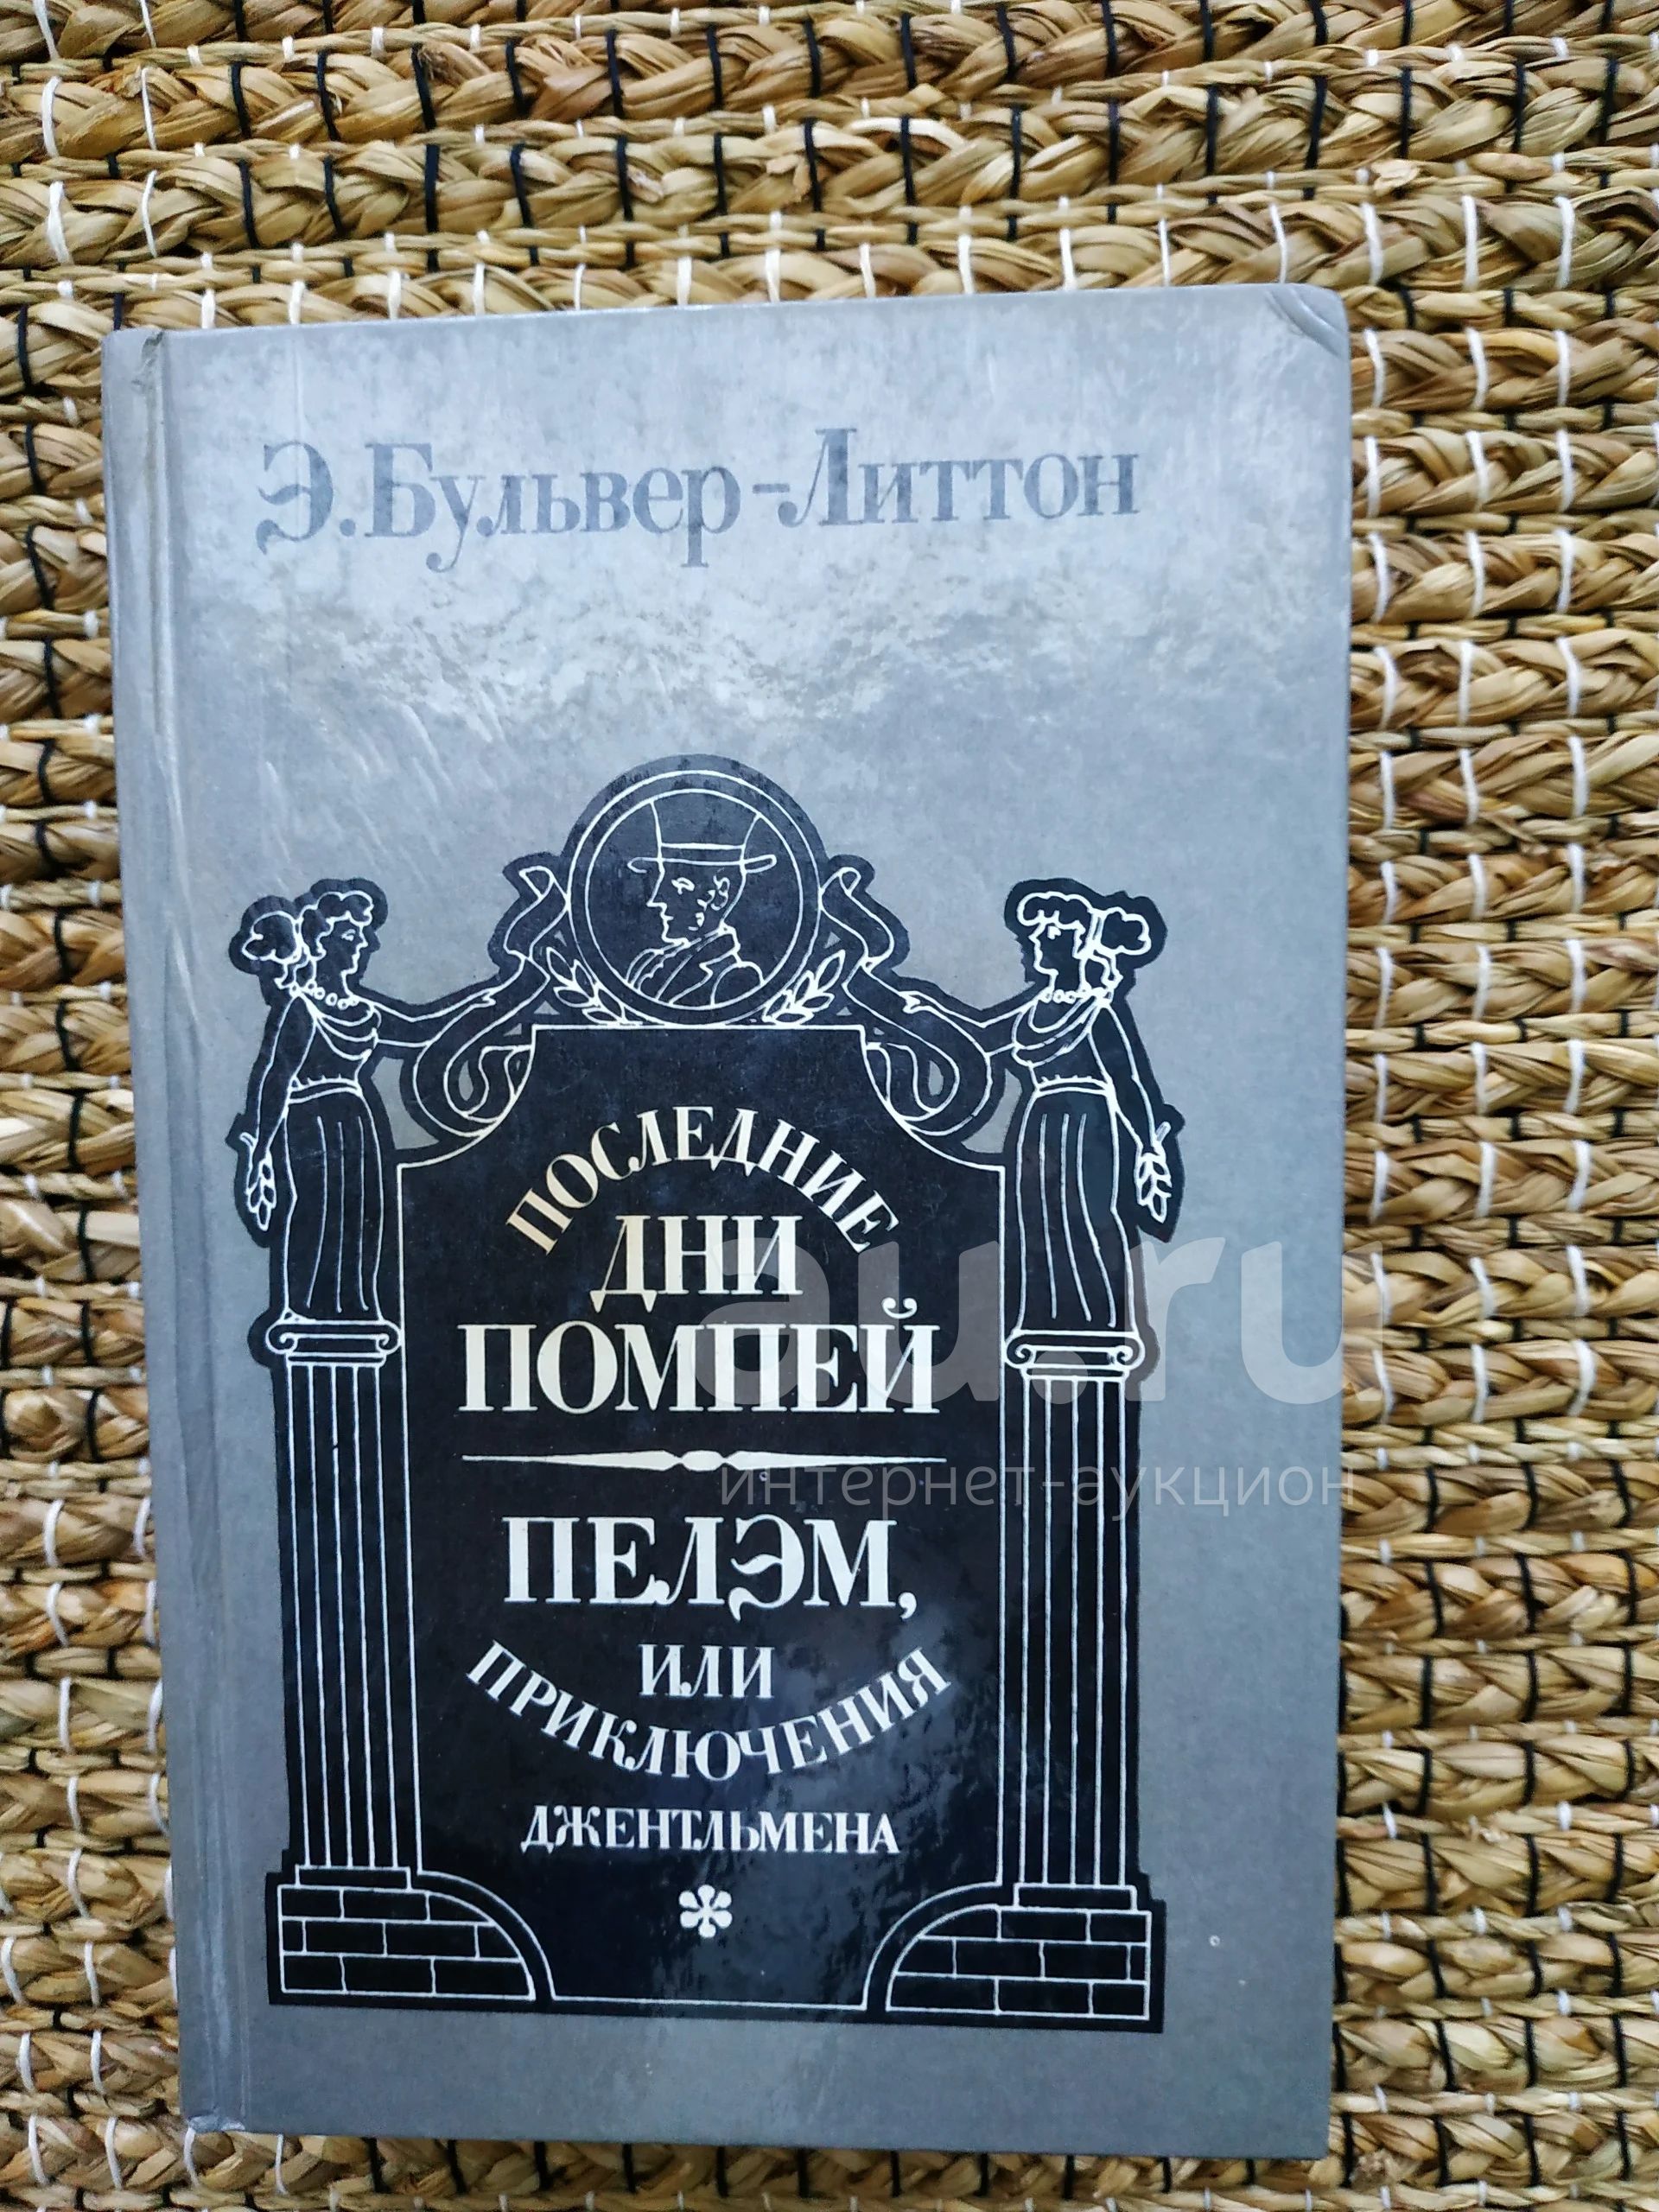 Э. Бульвер-Литтон
ПОСЛЕДНИЕ
ДНИ
ПОМПЕЙ
au.ru
интернет-аукцион
ПЕЛЭМ,
ИЛИ
ПРИКЛЮЧЕНИЯ
ДЖЕНТЛЬМЕНА